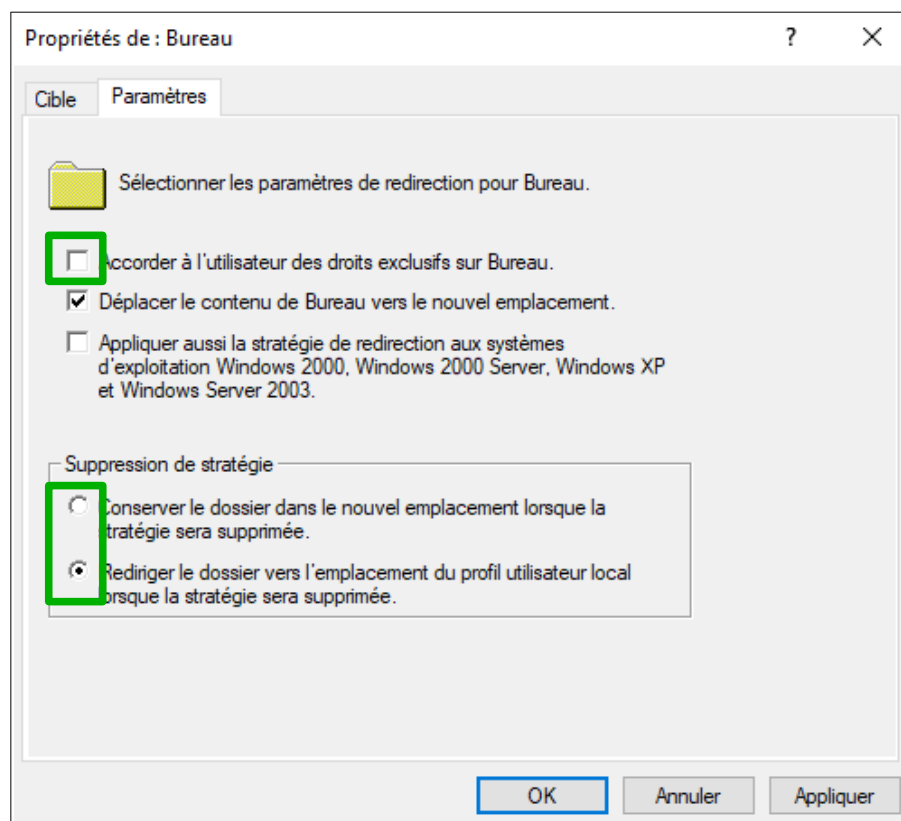 Propriétés de : Bureau
?
Cible
Paramètres
Sélectionner les paramètres de redirection pour Bureau.
Accorder à l'utilisateur des droits exclusifs sur Bureau.
Déplacer le contenu de Bureau vers le nouvel emplacement.
Appliquer aussi la stratégie de redirection aux systèmes
d'exploitation Windows 2000, Windows 2000 Server, Windows XP
et Windows Server 2003.
Suppression de stratégie
Conserver le dossier dans le nouvel emplacement lorsque la
stratégie sera supprimée.
Rediriger le dossier vers l'emplacement du profil utilisateur local
lorsque la stratégie sera supprimée.
OK
Annuler
Appliquer